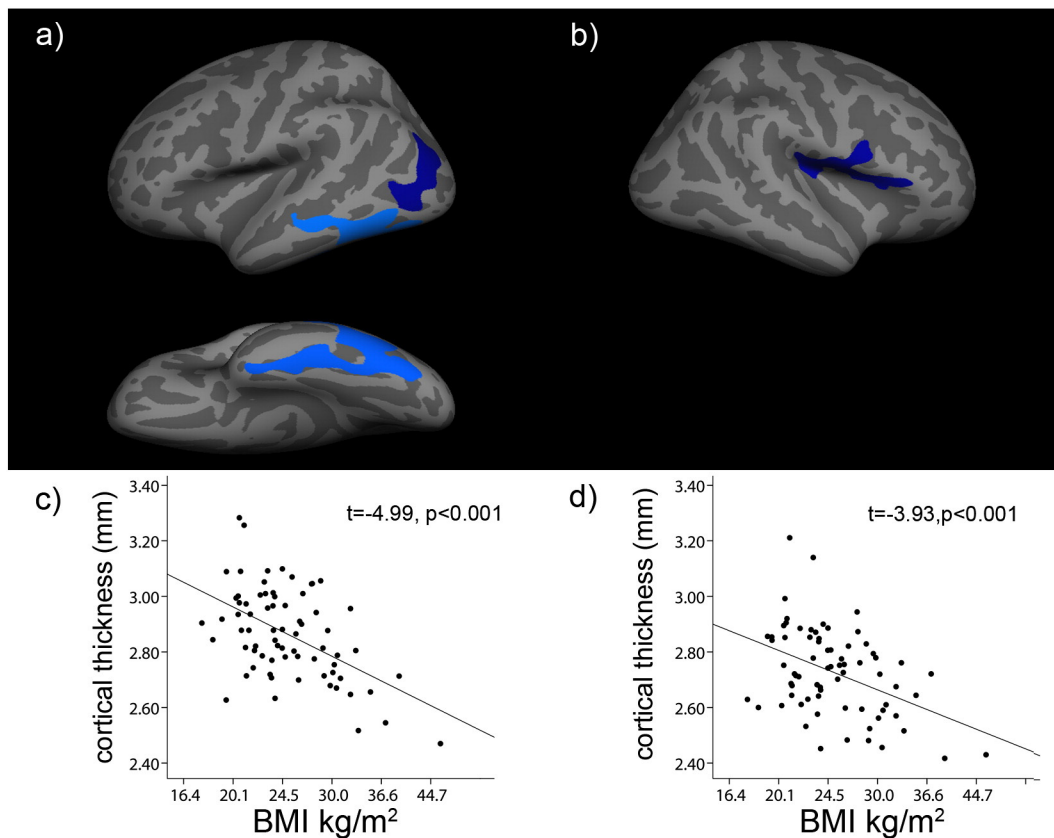 a)
b)
c)
t=-4.99, p<0.001
cortical thickness (mm)
3.40
3.20
3.00
2.80
2.60
2.40
16.4 20.1 24.5 30.0 36.6 44.7
BMI kg/m²
d)
t=-3.93,p<0.001
cortical thickness (mm)
3.40
3.20
3.00
2.80
2.60
2.40
16.4 20.1 24.5 30.0 36.6 44.7
BMI kg/m²